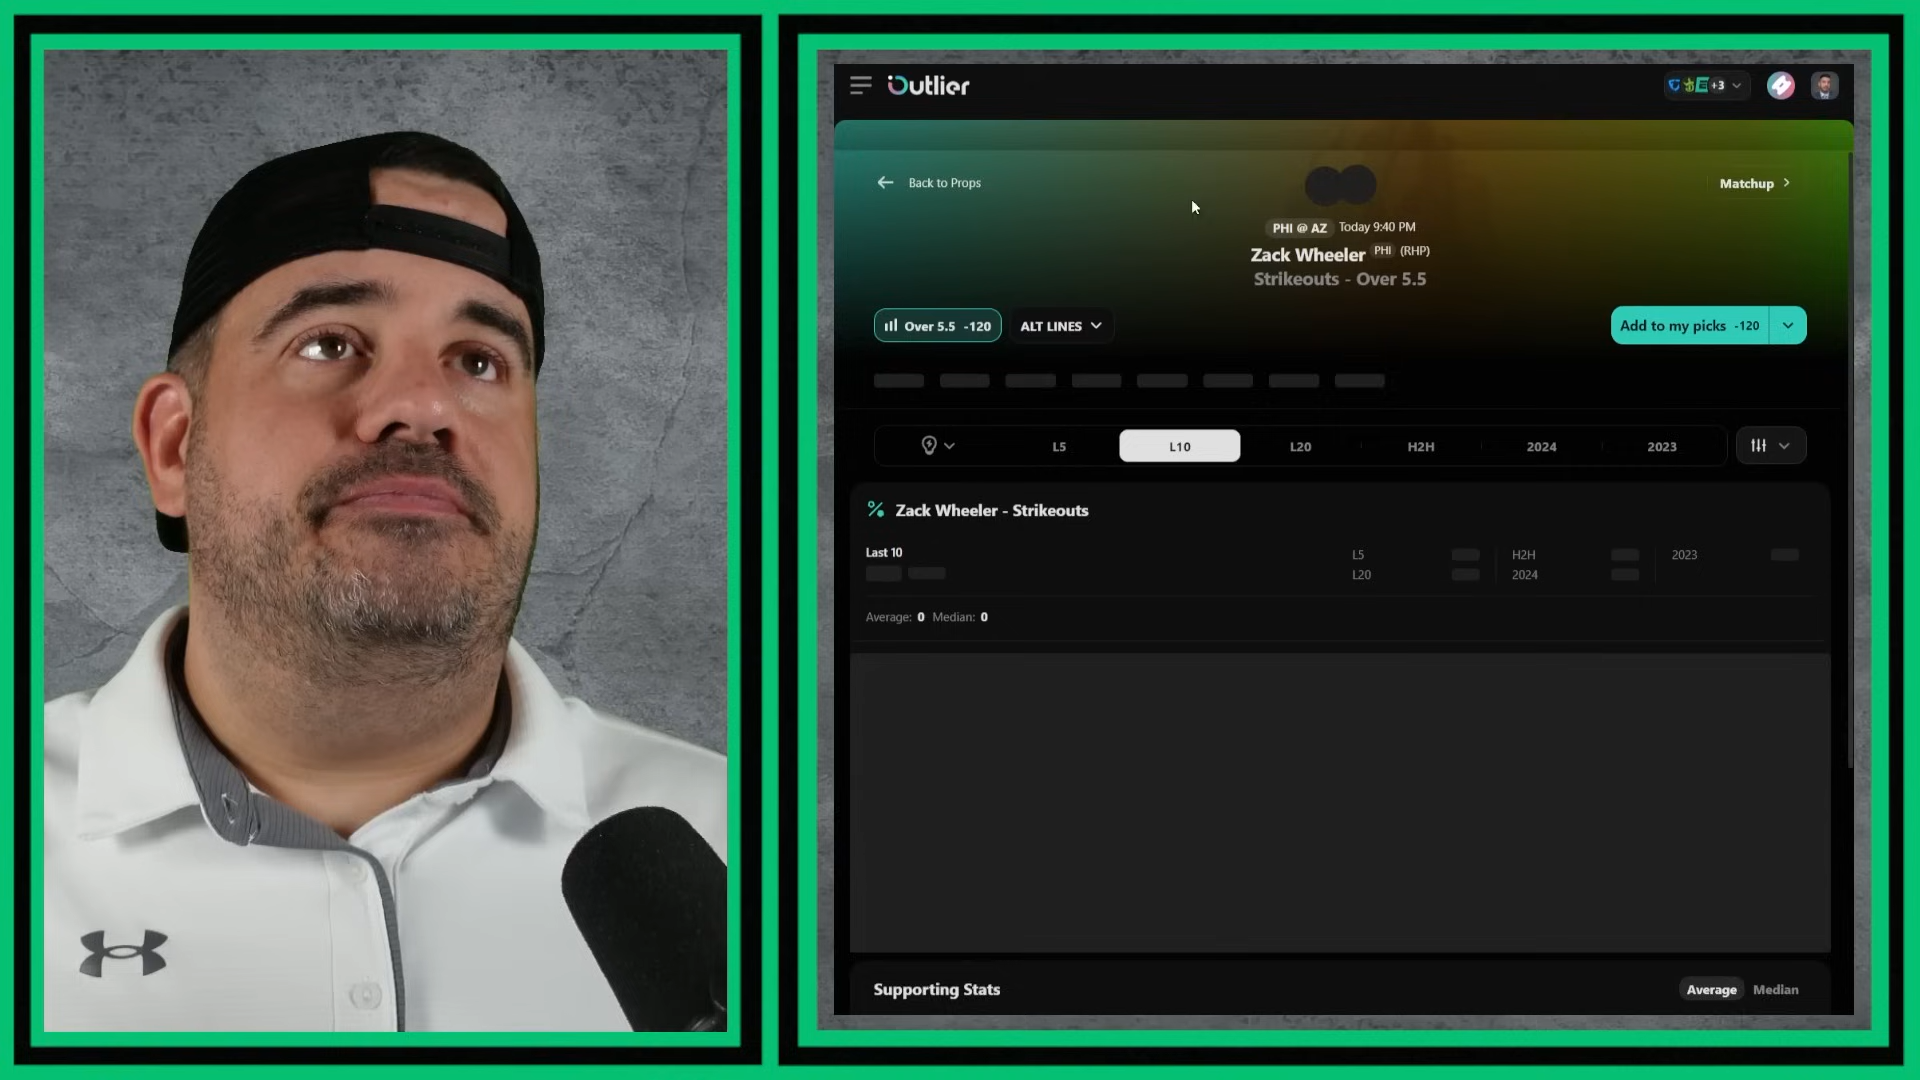 Outlier
+3
Back to Props
Matchup
PHI @ AZ Today 9:40 PM
Zack Wheeler PHI (RHP)
Strikeouts - Over 5.5
Over 5.5 -120
ALT LINES
Add to my picks -120
L5
L10
L20
H2H
2024
2023
Zack Wheeler - Strikeouts
Last 10
L5
H2H
2023
L20
2024
Average: 0 Median: 0
Supporting Stats
Average
Median